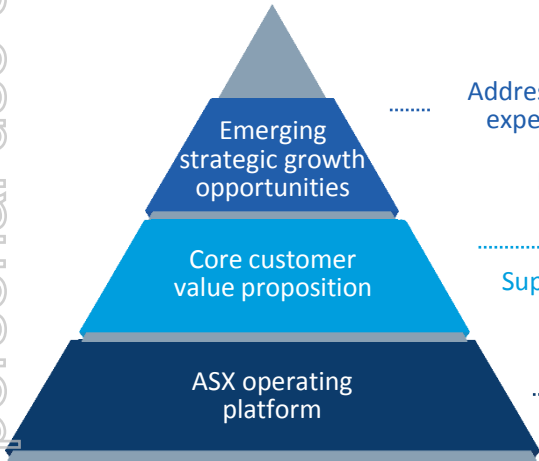 Emerging
strategic growth
opportunities
Core customer
value proposition
ASX operating
platform